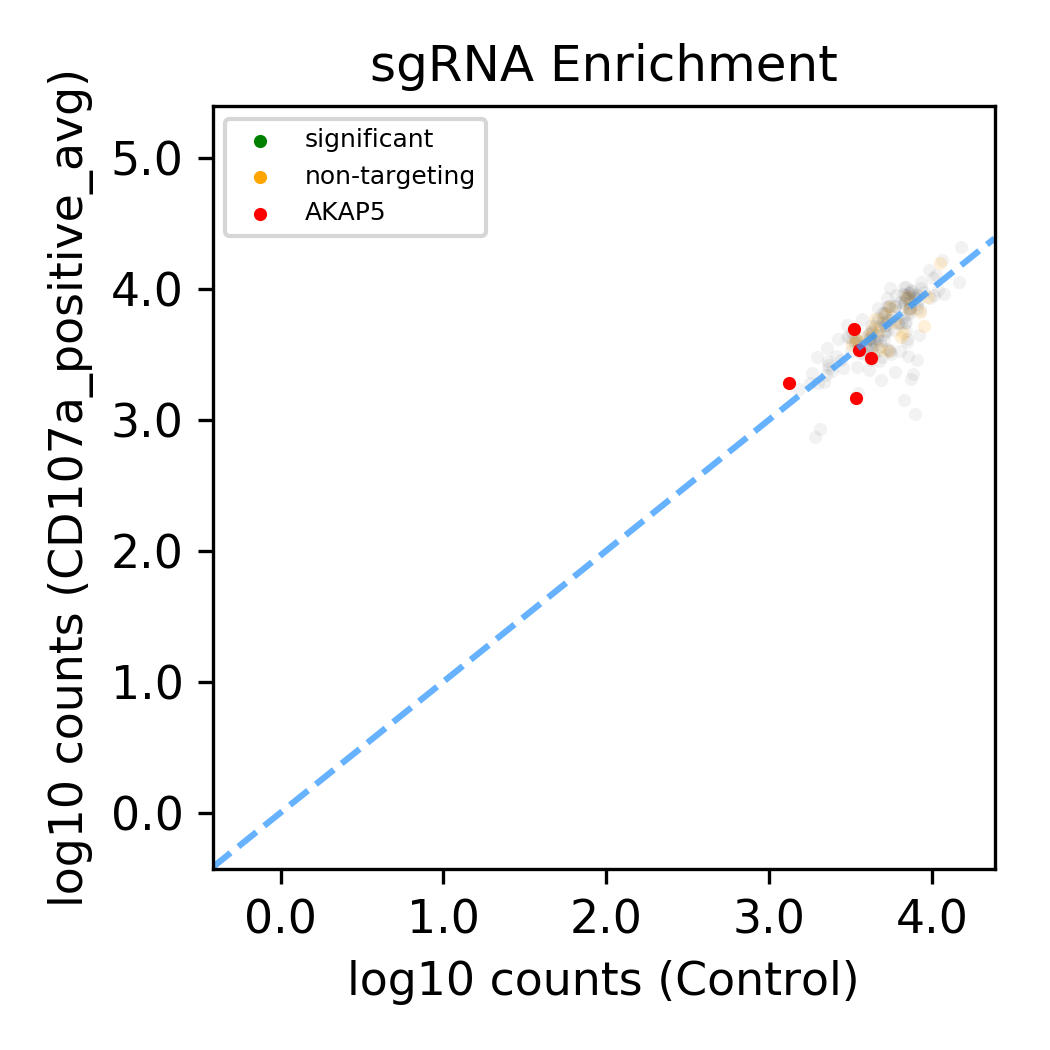 sgRNA Enrichment
significant
non-targeting
AKAP5
log10 counts (CD107a_positive_avg)
5.0
4.0
3.0
2.0
1.0
0.0
0.0 1.0 2.0 3.0 4.0
log10 counts (Control)